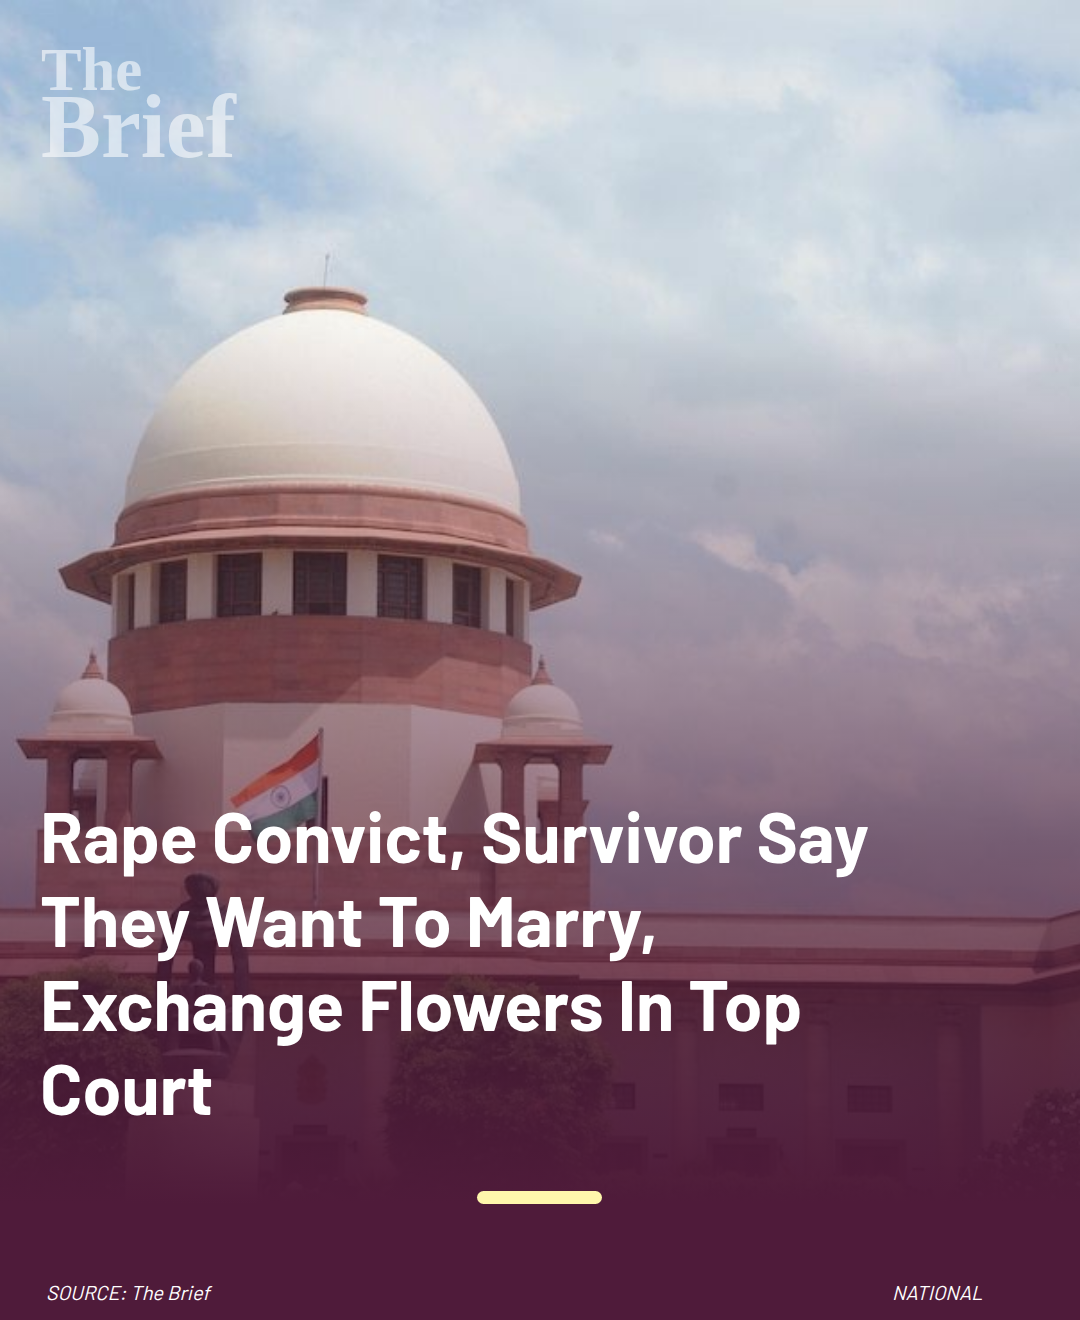 The
Brief
Rape Convict, Survivor Say
They Want To Marry,
Exchange Flowers In Top
Court
SOURCE: The Brief
NATIONAL